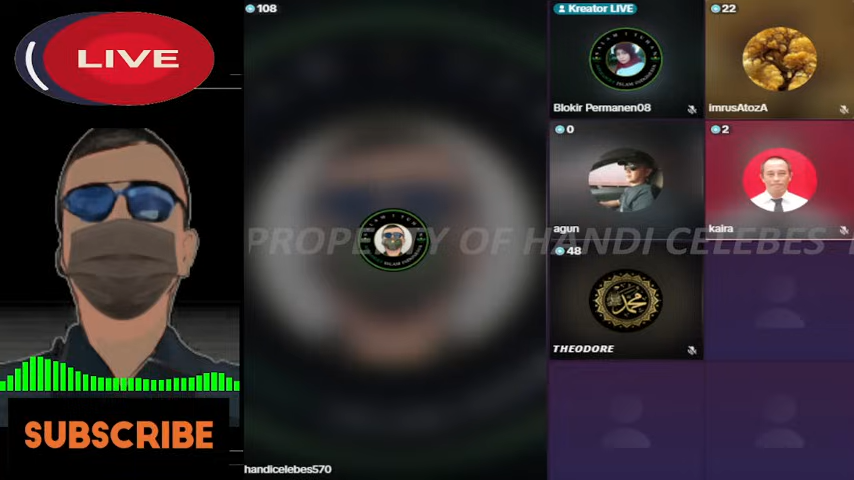 LIVE
108
Kreator LIVE
22
Blokir Permanen08
imrusAtozA
0
2
agun
kaira
PROPERTY OF HANDI CELEBES
48
محمد
THEODORE
SUBSCRIBE
handicelebes570